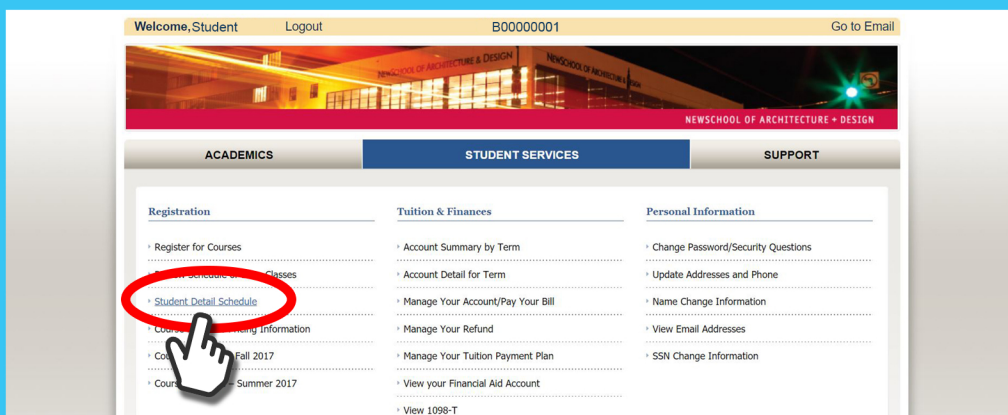 Welcome, Student Logout B00000001 Go to Email
NEWSCHOOL OF ARCHITECTURE & DESIGN NEWSCHOOL OF ARCHITECTURE &
NEWSCHOOL OF ARCHITECTURE + DESIGN
ACADEMICS STUDENT SERVICES SUPPORT
Registration
Register for Courses
Schedule Classes
Student Detail Schedule
Information
Fall 2017
Summer 2017
Tuition & Finances
Account Summary by Term
Account Detail for Term
Manage Your Account/Pay Your Bill
Manage Your Refund
Manage Your Tuition Payment Plan
View your Financial Aid Account
View 1098-T
Personal Information
Change Password/Security Questions
Update Addresses and Phone
Name Change Information
View Email Addresses
SSN Change Information